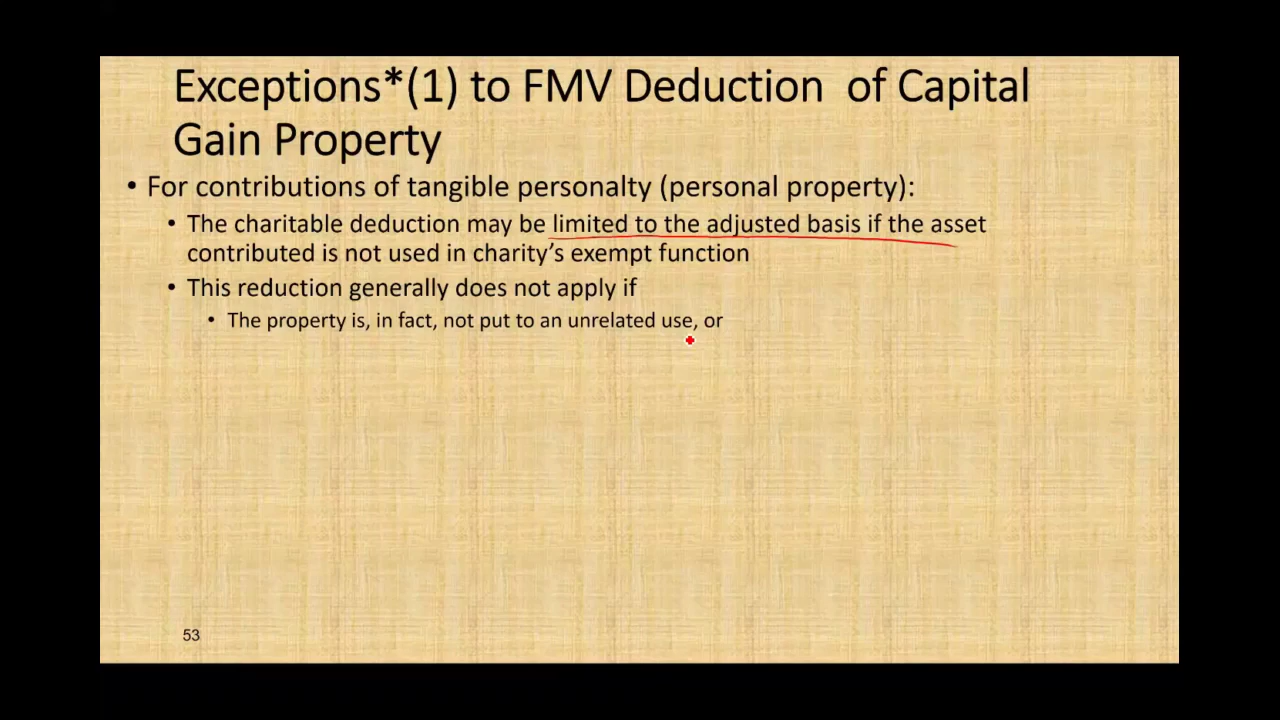 Exceptions*(1) to FMV Deduction of Capital
Gain Property
• For contributions of tangible personalty (personal property):
• The charitable deduction may be limited to the adjusted basis if the asset
contributed is not used in charity’s exempt function
• This reduction generally does not apply if
• The property is, in fact, not put to an unrelated use, or
53